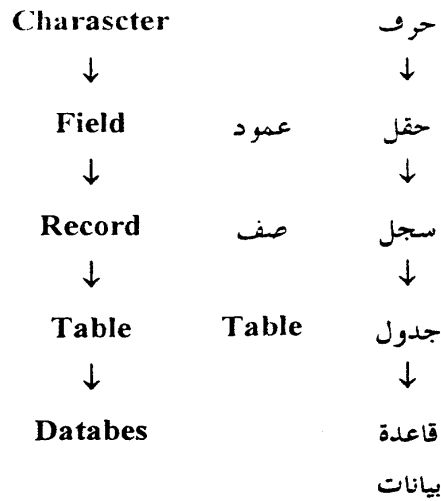 Charascter حرف
↓ ↓
Field عمود حقل
↓ ↓
Record صف سجل
↓ ↓
Table Table جدول
↓ ↓
Databes قاعدة
بيانات